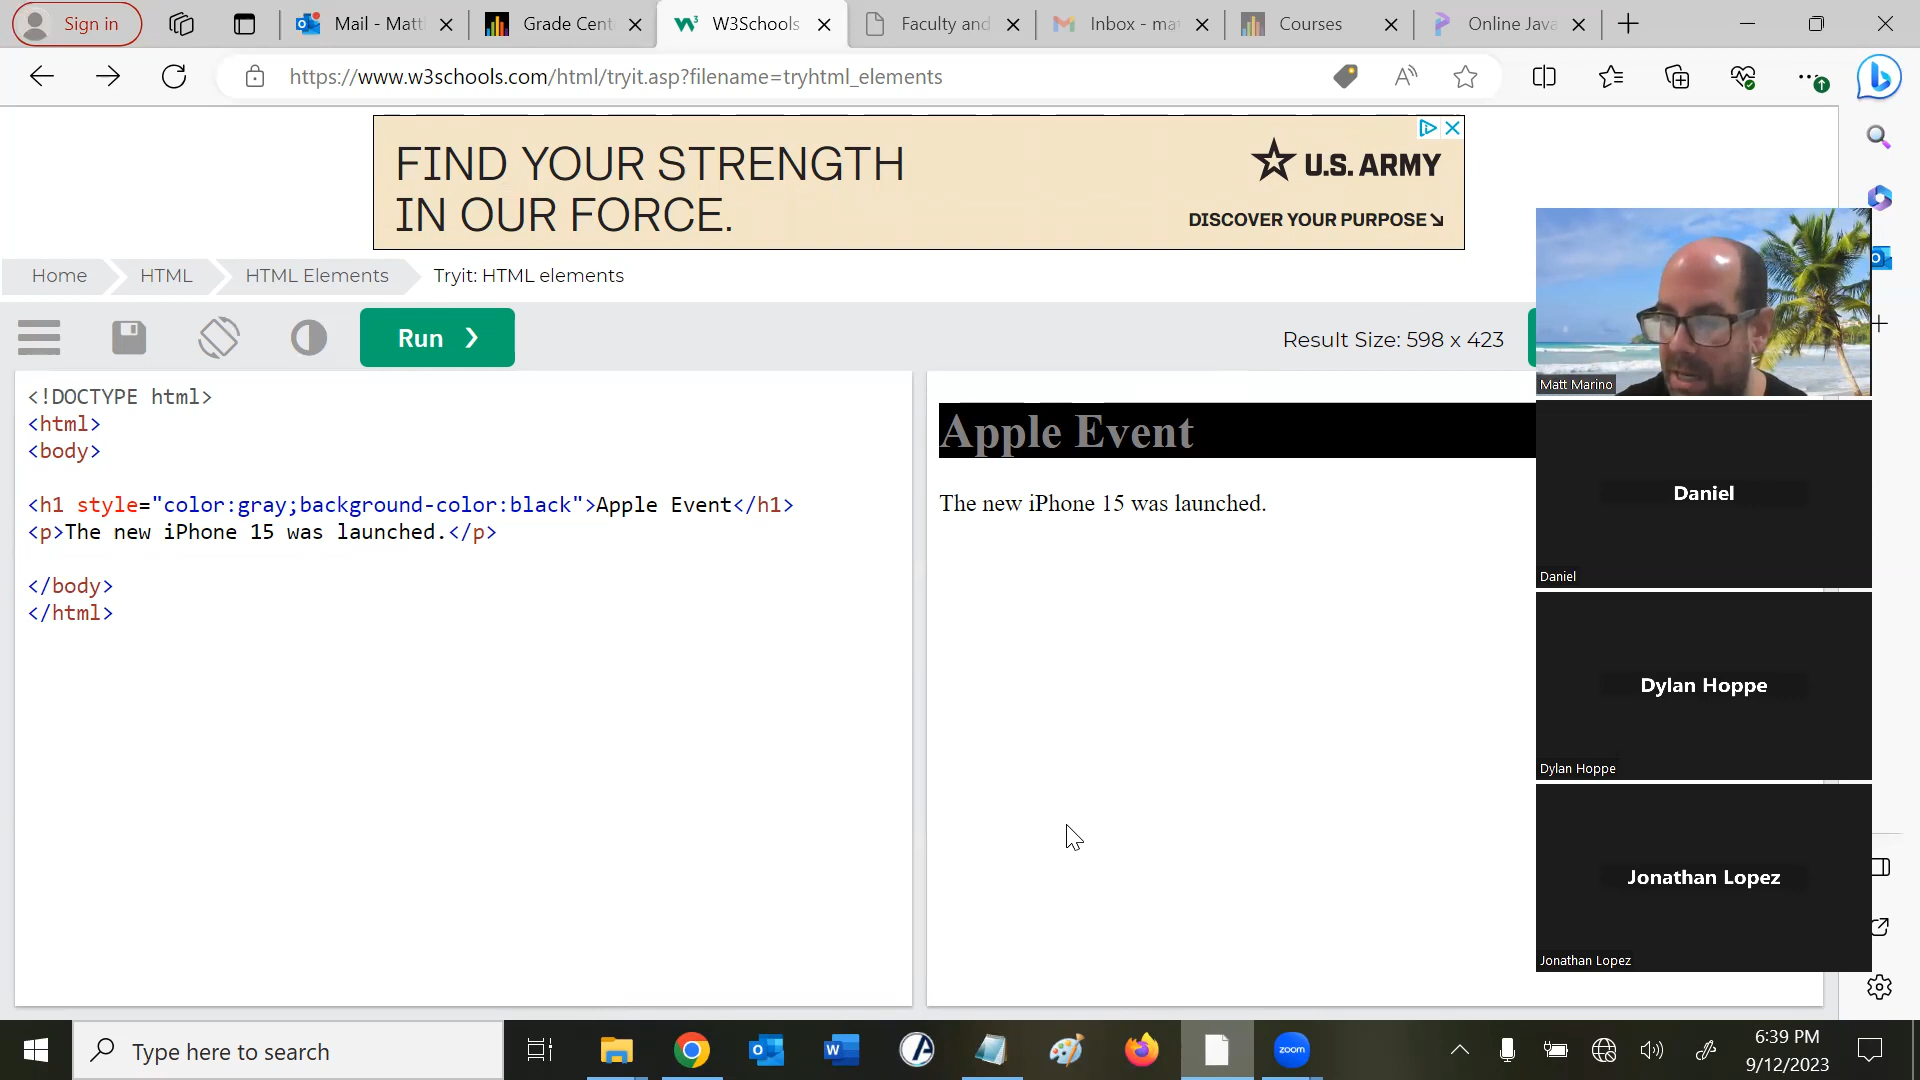 Sign in
Mail - Matt
Grade Cent
W3Schools
Faculty and
Inbox - ma
Courses
Online Java
https://www.w3schools.com/html/tryit.asp?filename=tryhtml_elements
FIND YOUR STRENGTH
IN OUR FORCE.
U.S. ARMY
DISCOVER YOUR PURPOSE
Home
HTML
HTML Elements
Tryit: HTML elements
Run ❯
Result Size: 598 x 423
<!DOCTYPE html>
<html>
<body>
<h1 style="color:gray;background-color:black">Apple Event</h1>
<p>The new iPhone 15 was launched.</p>
</body>
</html>
Apple Event
The new iPhone 15 was launched.
Matt Marino
Daniel
Daniel
Dylan Hoppe
Dylan Hoppe
Jonathan Lopez
Jonathan Lopez
Type here to search
zoom
6:39 PM
9/12/2023